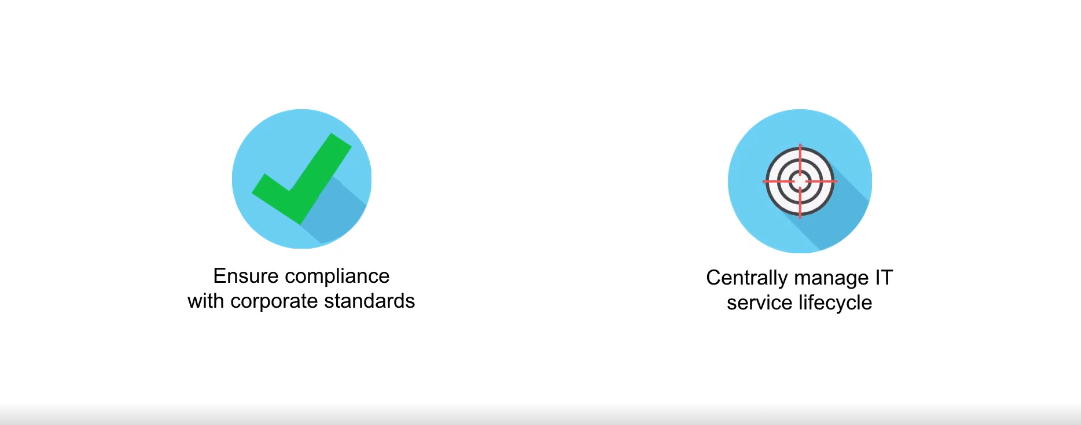 Ensure compliance
with corporate standards
Centrally manage IT
service lifecycle